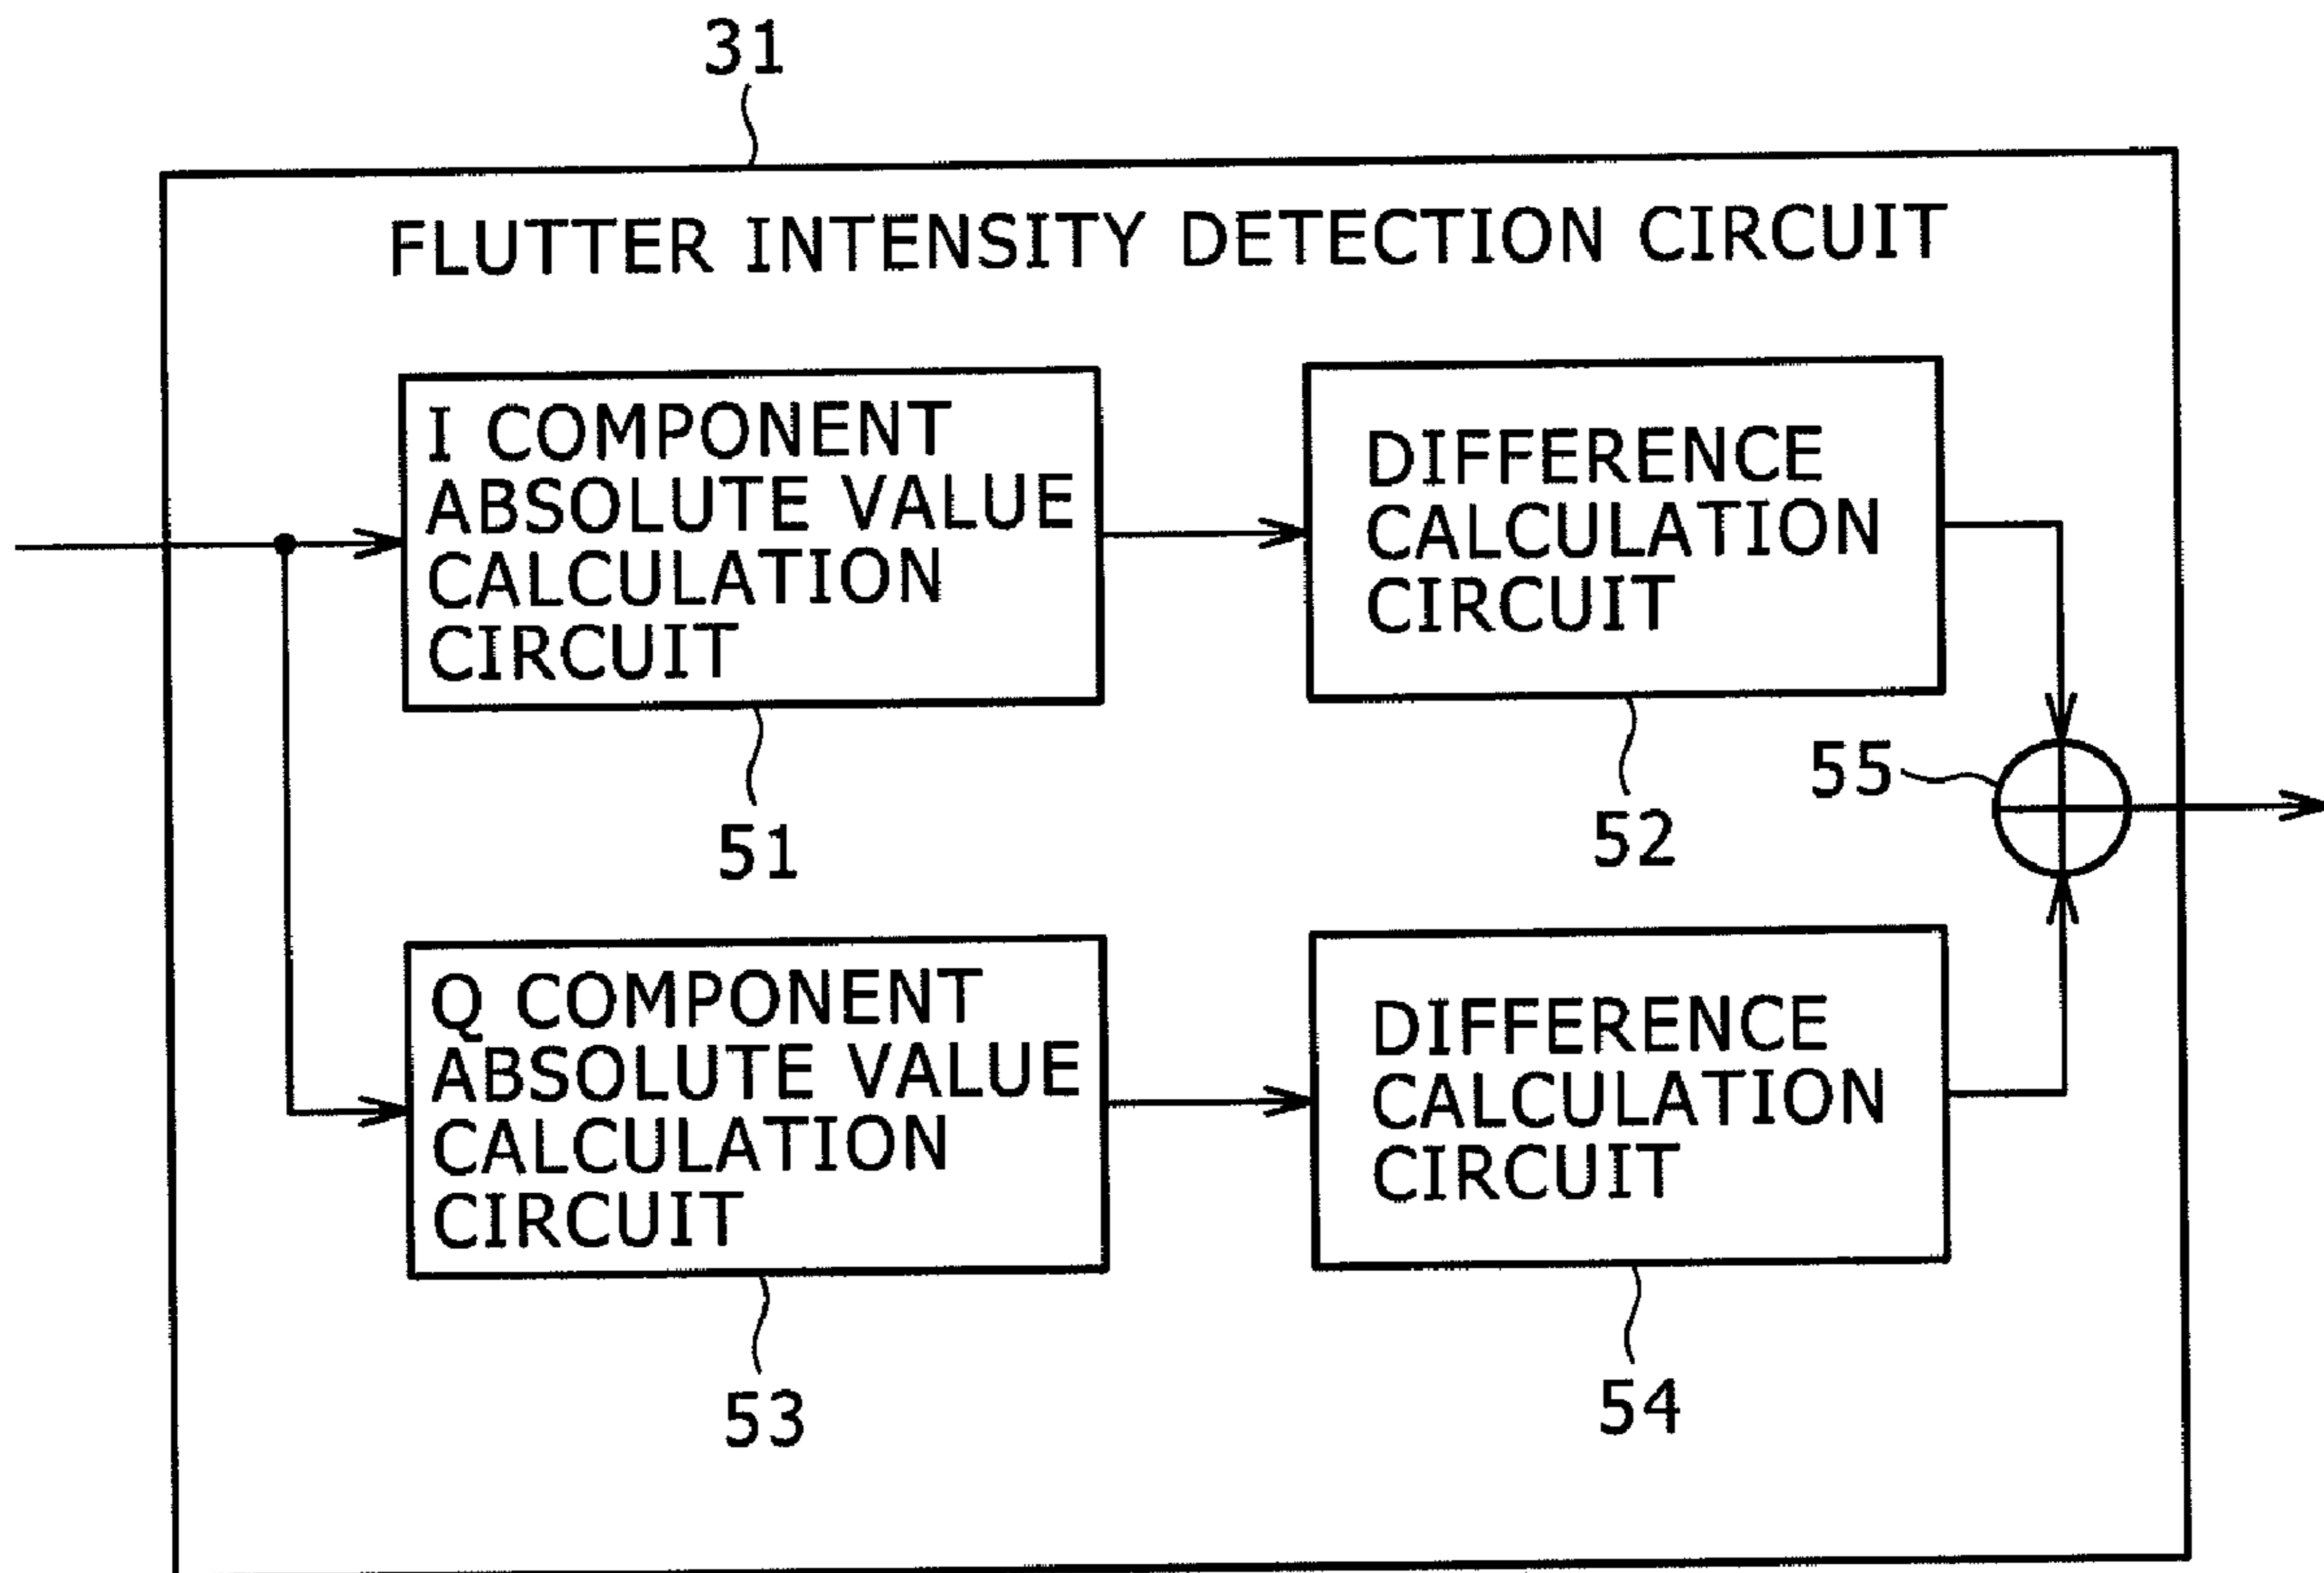 31
FLUTTER INTENSITY DETECTION CIRCUIT
I COMPONENT
ABSOLUTE VALUE
CALCULATION
CIRCUIT
51
DIFFERENCE
CALCULATION
CIRCUIT
52
55
Q COMPONENT
ABSOLUTE VALUE
CALCULATION
CIRCUIT
53
DIFFERENCE
CALCULATION
CIRCUIT
54